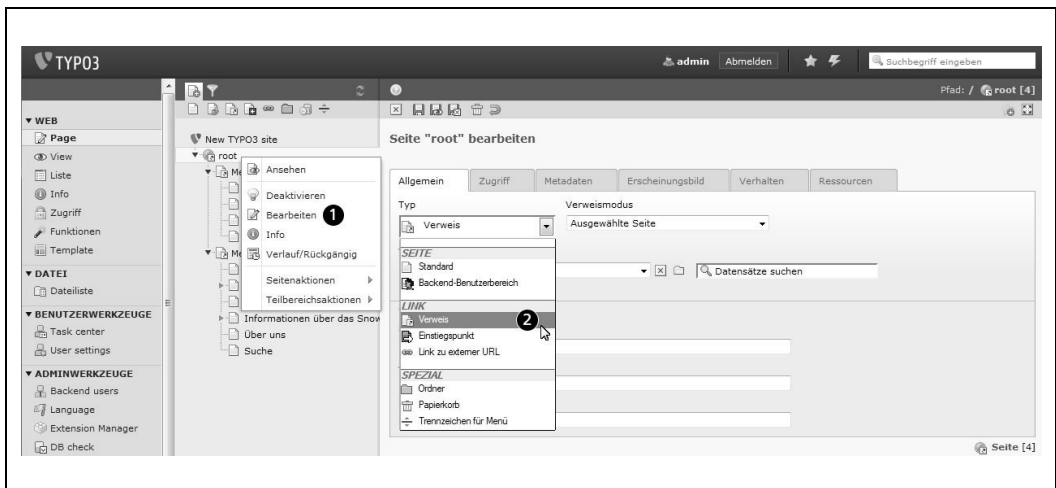 TYPO3
admin Abmelden Suchbegriff eingeben
Pfad: / root [4]
WEB
Page
View
Liste
Info
Zugriff
Funktionen
Template
DATEI
Dateiliste
BENUTZERWERKZEUGE
Task center
User settings
ADMINWERKZEUGE
Backend users
Language
Extension Manager
DB check
New TYPO3 site
root
Me
Me
Informationen über das Snow
Über uns
Suche
Ansehen
Deaktivieren
Bearbeiten 1
Info
Verlauf/Rückgängig
Seitenaktionen
Teilbereichsaktionen
Seite "root" bearbeiten
Allgemein Zugriff Metadaten Erscheinungsbild Verhalten Ressourcen
Typ Verweismodus
Verweis Ausgewählte Seite
Datensätze suchen
SEITE
Standard
Backend-Benutzerbereich
LINK
Verweis 2
Einstiegspunkt
Link zu externer URL
SPEZIAL
Ordner
Papierkorb
Trennzeichen für Menü
Seite [4]